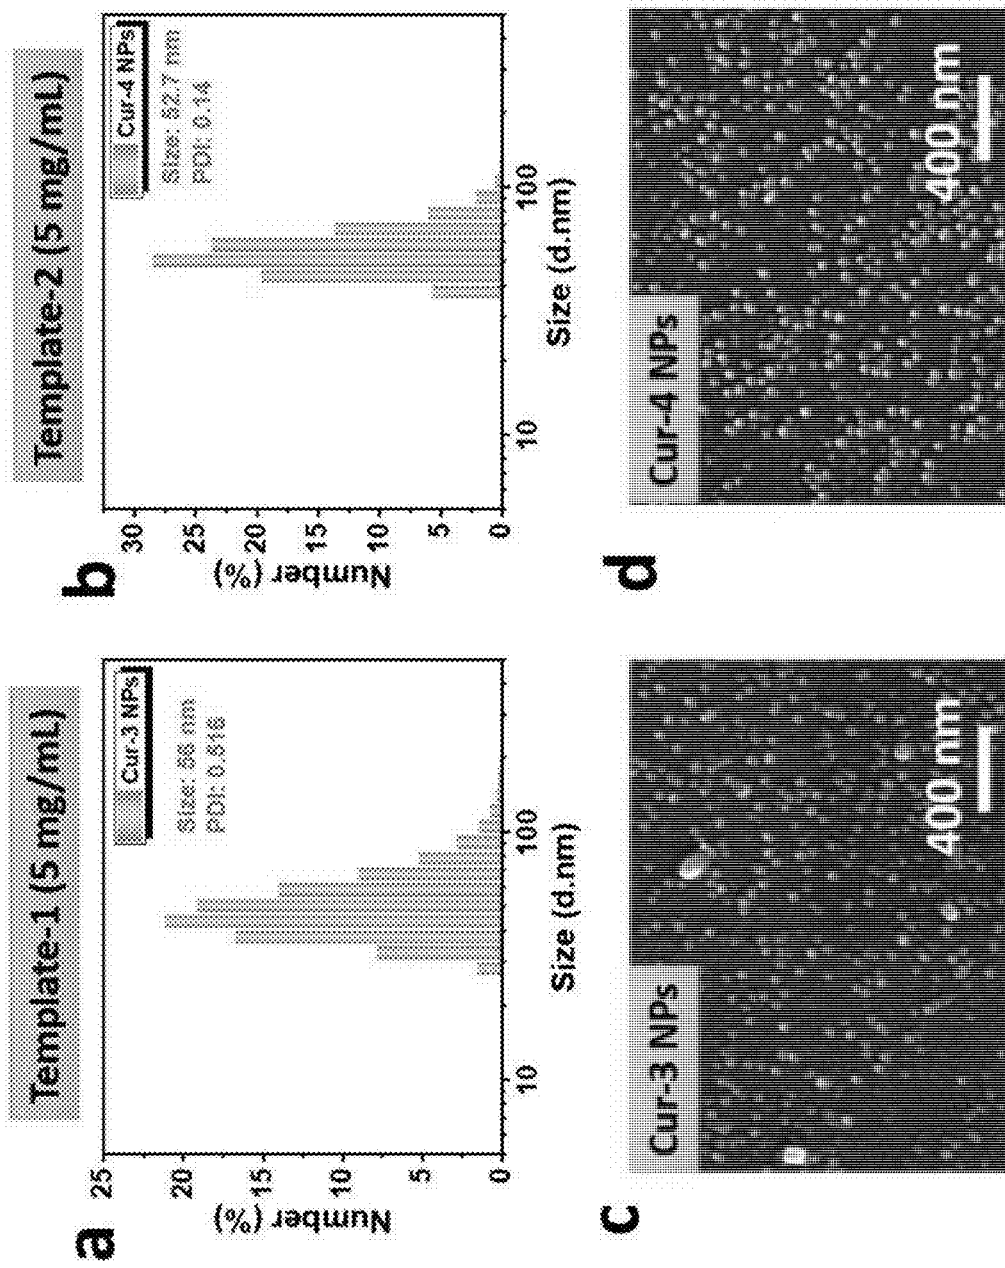 Template-1 (5 mg/mL)
a
Number (%)
25
20
15
10
5
0
Cur-3 NPs
Size: 56 nm
PDI: 0.516
10
100
Size (d.nm)
Template-2 (5 mg/mL)
b
Number (%)
30
25
20
15
10
5
0
Cur-4 NPs
Size: 52.7 nm
PDI: 0.14
10
100
Size (d.nm)
c
Cur-3 NPs
400 nm
d
Cur-4 NPs
400 nm